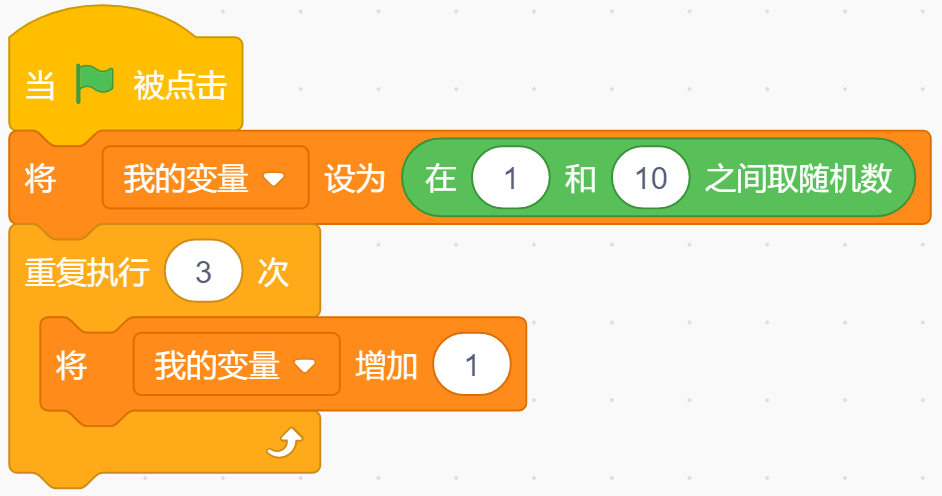 当 被点击
将 我的变量 设为 在 1 和 10 之间取随机数
重复执行 3 次
将 我的变量 增加 1